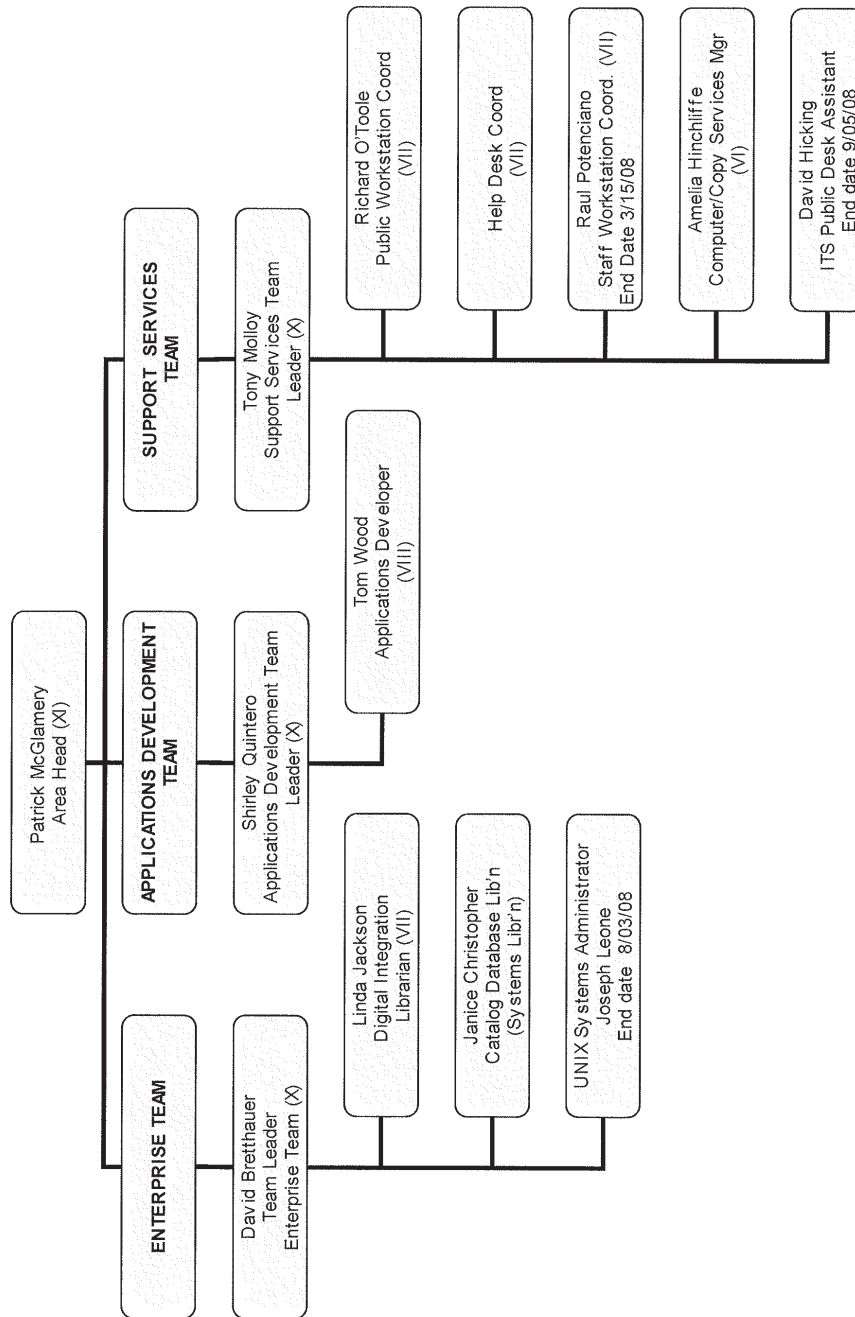 Patrick McGlamery
Area Head (XI)
ENTERPRISE TEAM
David Bretthauer
Team Leader
Enterprise Team (X)
Linda Jackson
Digital Integration
Librarian (VII)
Janice Christopher
Catalog Database Lib'n
(Systems Libr'n)
UNIX Systems Administrator
Joseph Leone
End date 8/03/08
APPLICATIONS DEVELOPMENT
TEAM
Shirley Quintero
Applications Development Team
Leader (X)
Tom Wood
Applications Developer
(VIII)
SUPPORT SERVICES
TEAM
Tony Molloy
Support Services Team
Leader (X)
Richard O'Toole
Public Workstation Coord
(VII)
Help Desk Coord
(VII)
Raul Potenciano
Staff Workstation Coord. (VII)
End Date 3/15/08
Amelia Hinchliffe
Computer/Copy Services Mgr
(VI)
David Hicking
ITS Public Desk Assistant
End date 9/05/08